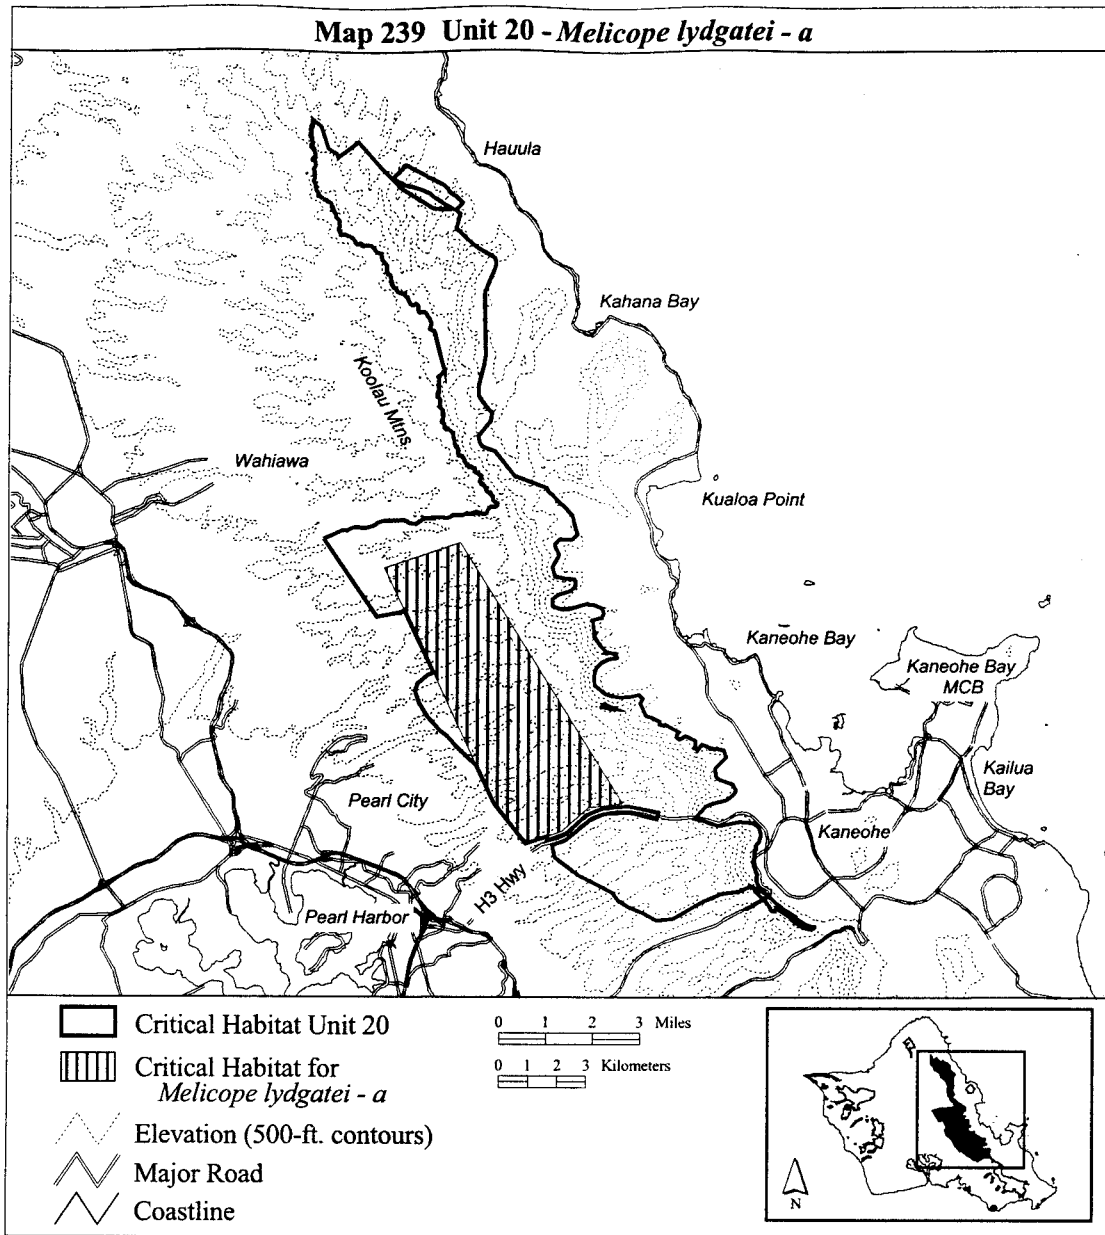 Map 239 Unit 20 - Melicope lydgatei - a
Hauula
Kahana Bay
Koolau Mtns.
Wahiawa
Kualoa Point
Kaneohe Bay
Kaneohe Bay
MCB
Kailua
Bay
Pearl City
Kaneohe
H3 Hwy
Pearl Harbor
Critical Habitat Unit 20
Critical Habitat for
Melicope lydgatei - a
Elevation (500-ft. contours)
Major Road
Coastline
0 1 2 3 Miles
0 1 2 3 Kilometers
N